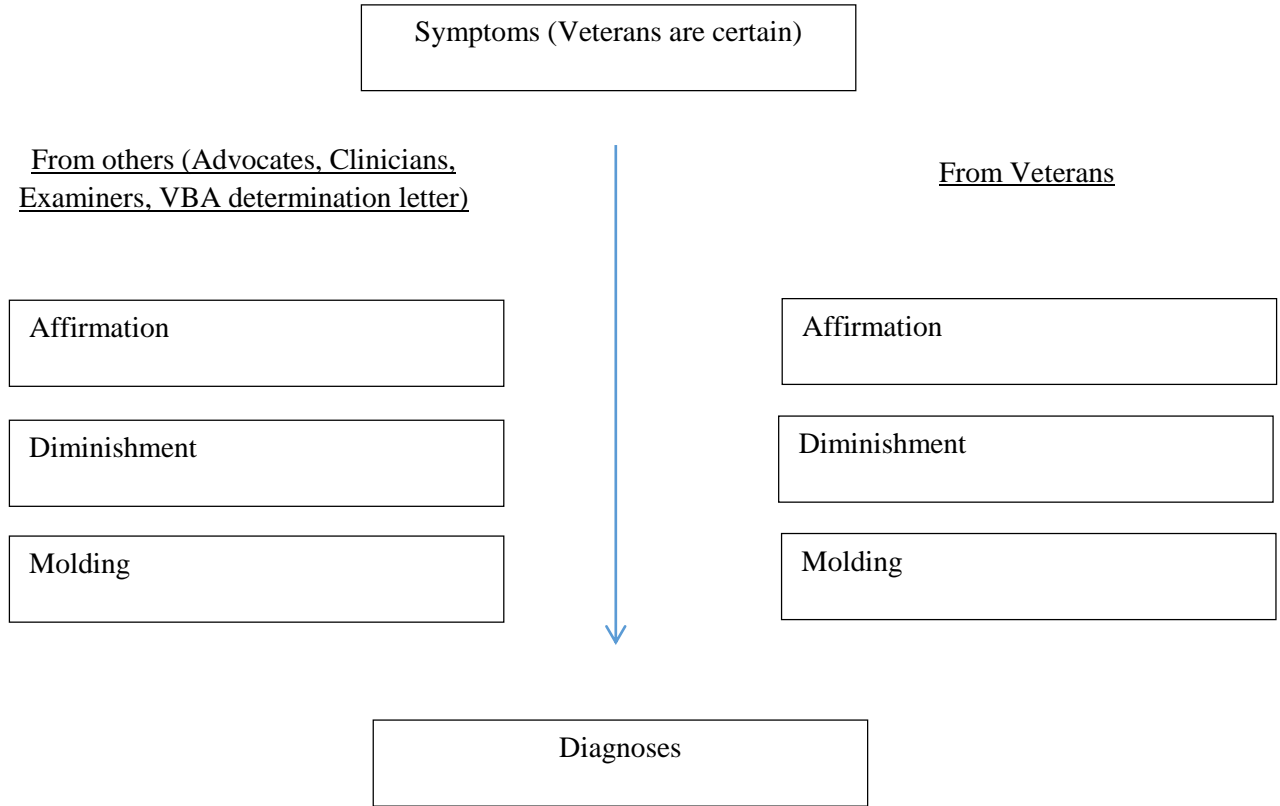 Symptoms (Veterans are certain)
From others (Advocates, Clinicians,
Examiners, VBA determination letter)
From Veterans
Affirmation
Diminishment
Molding
Affirmation
Diminishment
Molding
Diagnoses